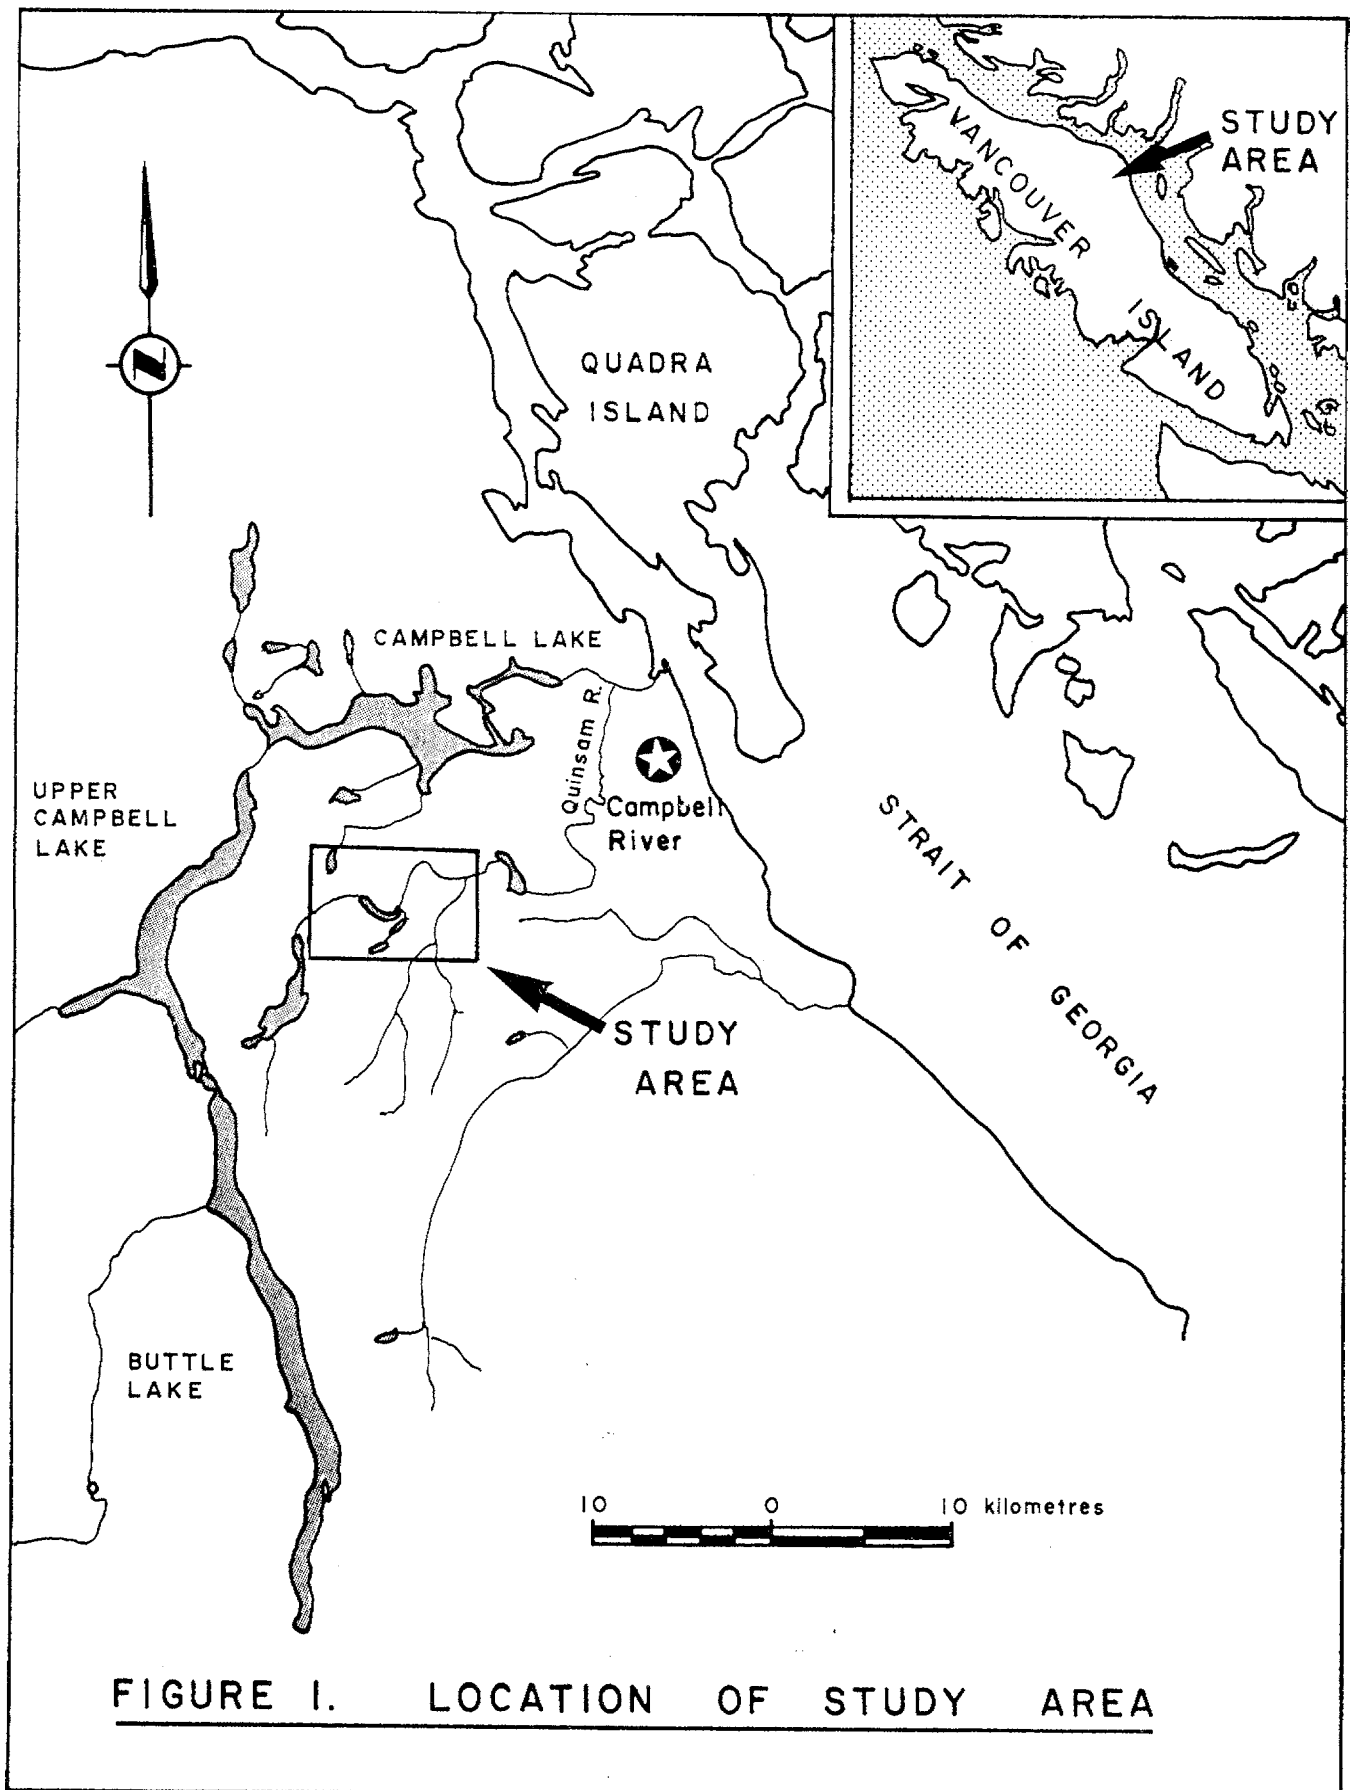 STUDY
AREA
VANCOUVER
ISLAND
N
QUADRA
ISLAND
CAMPBELL LAKE
Quinsam R.
UPPER
CAMPBELL
LAKE
Campbell
River
STRAIT OF GEORGIA
STUDY
AREA
BUTTLE
LAKE
10 0 10 kilometres
FIGURE 1. LOCATION OF STUDY AREA